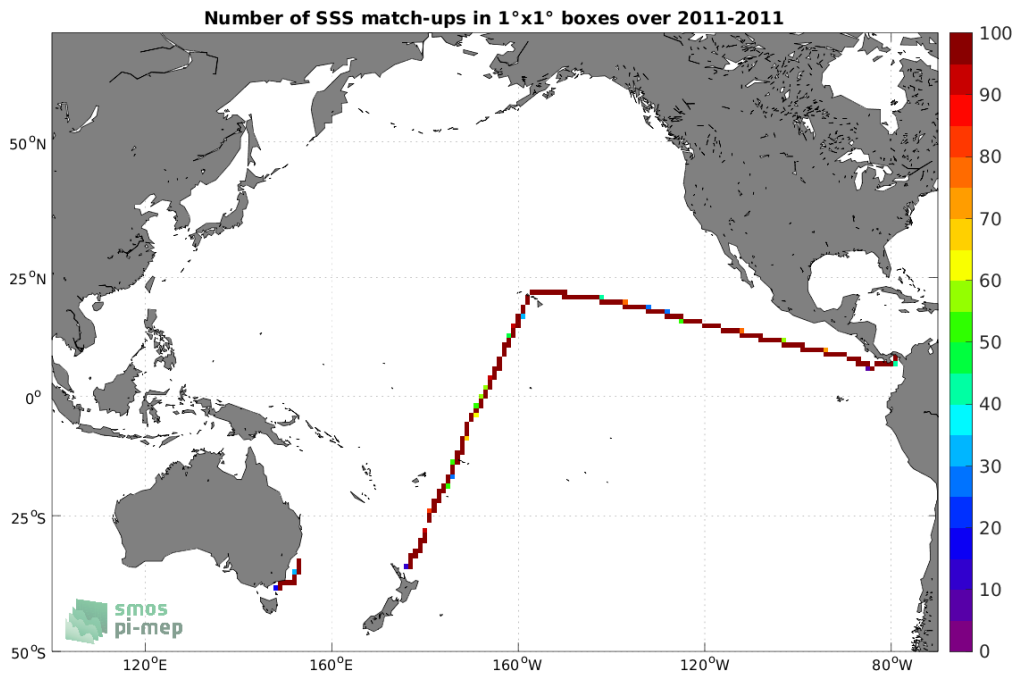 Number of SSS match-ups in 1°x1° boxes over 2011-2011
100
90
80
70
60
50
40
30
20
10
0
50°N
25°N
0°
25°S
50°S
120°E
160°E
160°W
120°W
80°W
smos
pi-mep